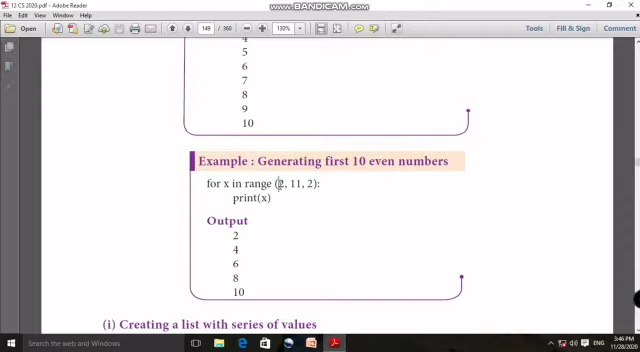 12 CS 2020.pdf - Adobe Reader
www.BANDICAM.com
File Edit View Window Help
Open 149 / 360 130% Tools Fill & Sign Comment
4
5
6
7
8
9
10
Example : Generating first 10 even numbers
for x in range (2, 11, 2):
print(x)
Output
2
4
6
8
10
(i) Creating a list with series of values
Search the web and Windows
ENG
3:46 PM
11/28/2020